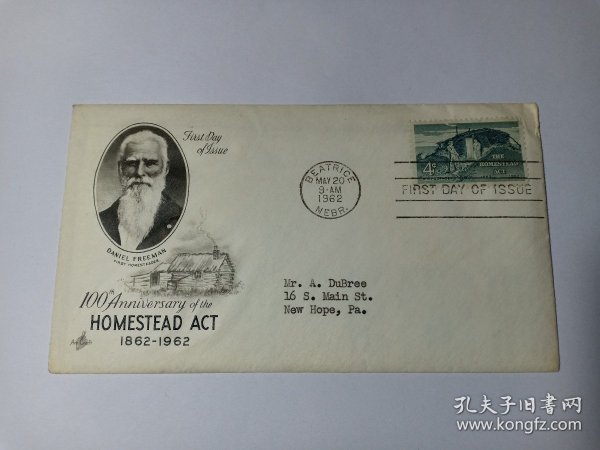 First Day
of Issue
DANIEL FREEMAN
FIRST HOMESTEADER
100th Anniversary of the
HOMESTEAD ACT
1862-1962
BEATRICE
MAY 20
9-AM
1962
NEBR.
4¢
THE
HOMESTEAD
ACT
FIRST DAY OF ISSUE
Mr. A. DuBree
16 S. Main St.
New Hope, Pa.
孔夫子旧书网
www.kongfz.com